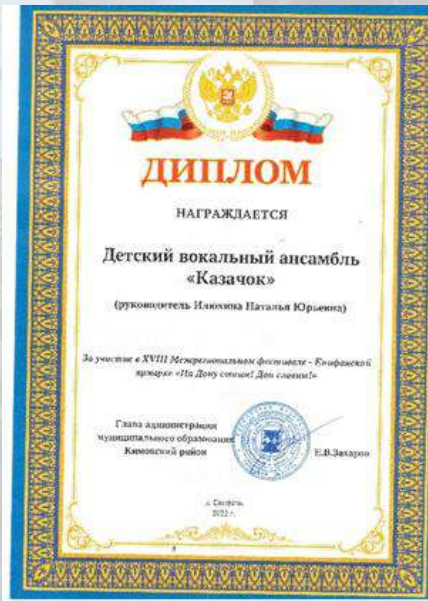 ДИПЛОМ
НАГРАЖДАЕТСЯ
Детский вокальный ансамбль
«Казачок»
(руководитель Илюхина Наталья Юрьевна)
За участие в XVIII Межрегиональном фестивале - Епифанской
ярмарке «На Дону стоим! Дон славим!»
Глава администрации
муниципального образования
Кимовский район
Е.В.Захаров
2022 г.